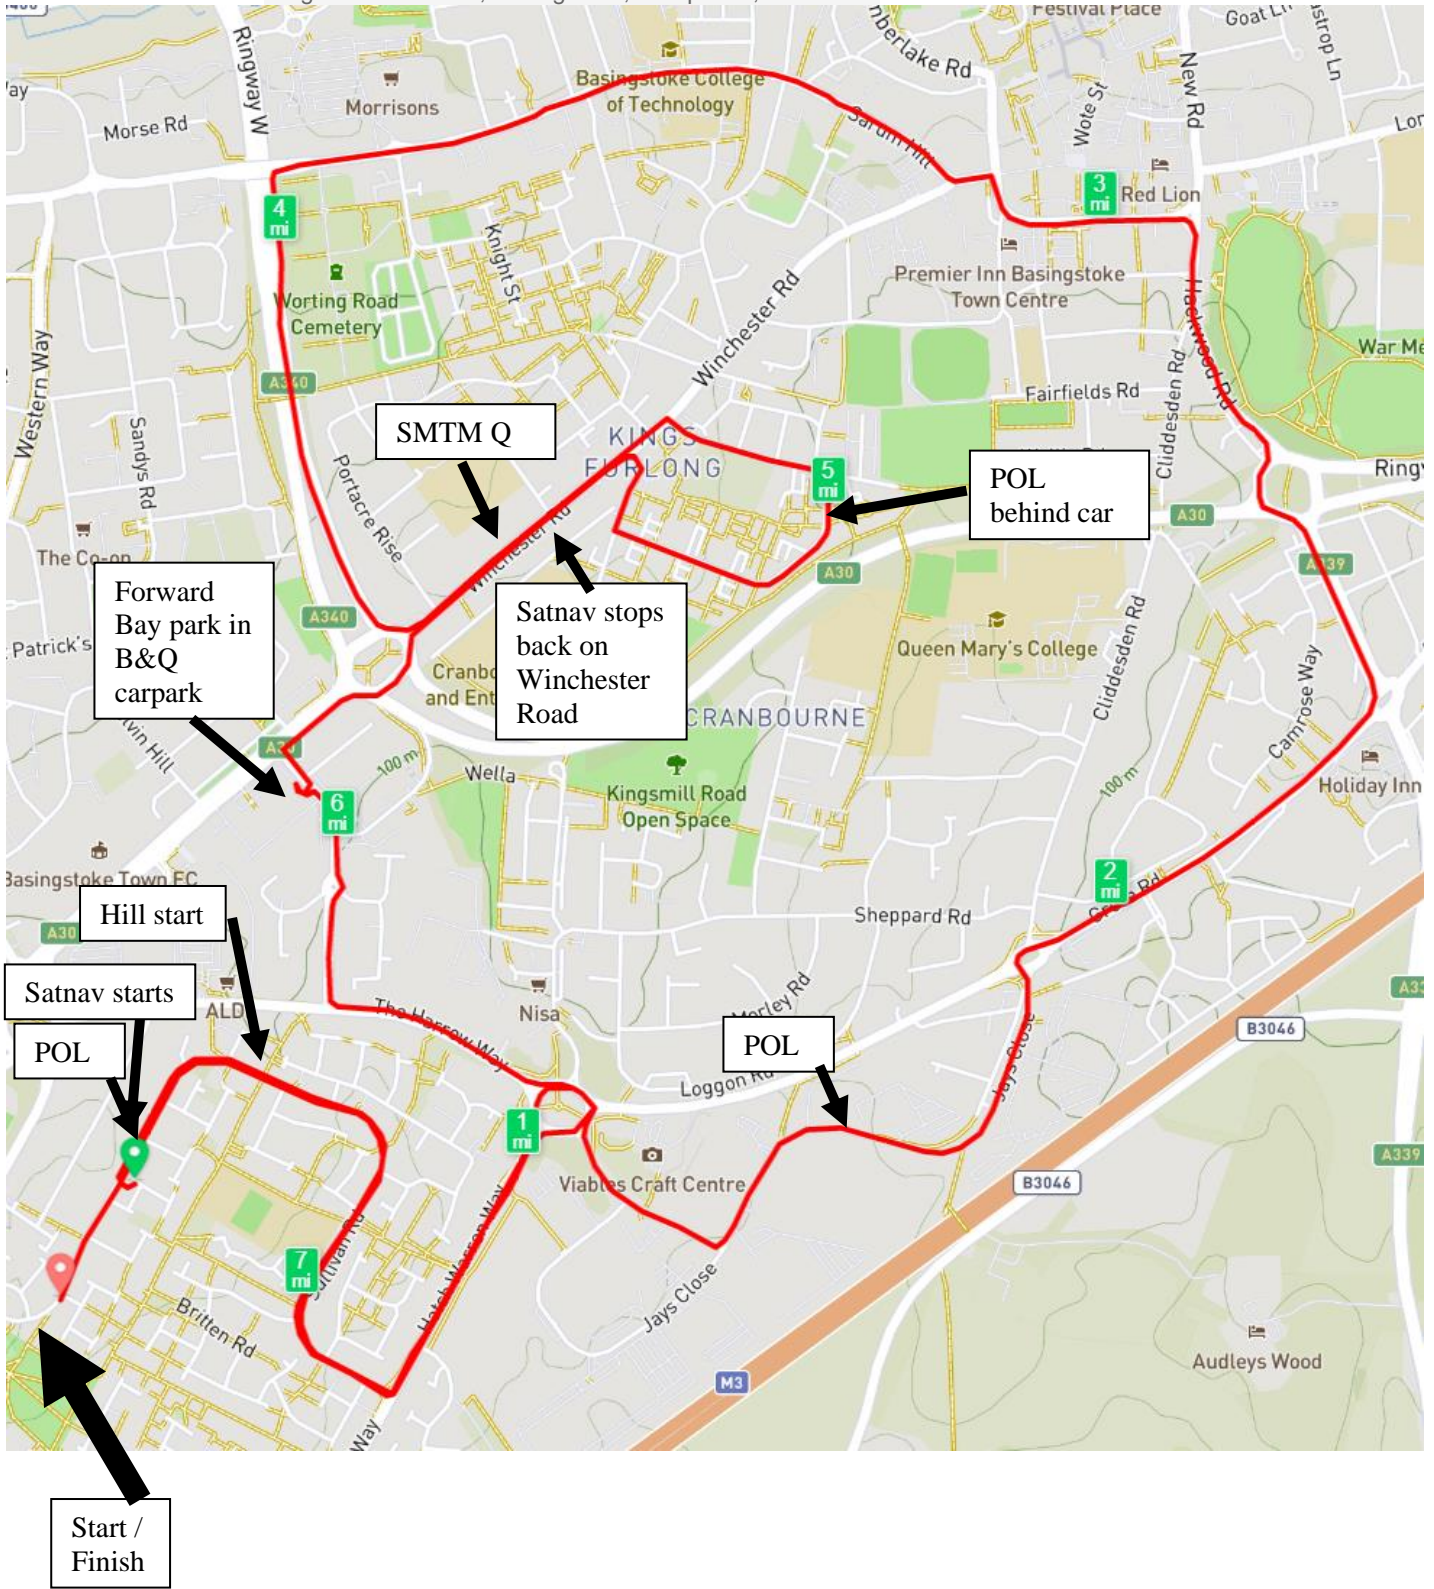 Festival Place
Goat Ln
Ringway W
New Rd
Wote St
Basingstoke College
of Technology
Morrisons
Morse Rd
Sarum Hill
3
mi
Red Lion
4
mi
Knight St
Premier Inn Basingstoke
Town Centre
Worting Road
Cemetery
Winchester Rd
Hackwood Rd
Western Way
A340
Fairfields Rd
Cliddesden Rd
Sandys Rd
SMTM Q
KINGS
FURLONG
5
mi
POL
behind car
Portacre Rise
A30
The Co-op
Winchester Rd
A30
A339
Forward
Bay park in
B&Q
carpark
A340
Satnav stops
back on
Winchester
Road
Queen Mary's College
Cliddesden Rd
Camrose Way
CRANBOURNE
A30
100 m
Wella
Kingsmill Road
Open Space
100 m
Holiday Inn
6
mi
Basingstoke Town FC
2
mi
Hill start
Sheppard Rd
A30
Satnav starts
ALD
Nisa
The Harrow Way
Morley Rd
POL
POL
Loggon Rd
Jays Close
B3046
1
mi
Viables Craft Centre
B3046
A339
7
mi
Sullivan Rd
Hatch Warren Way
Britten Rd
Jays Close
Audleys Wood
M3
Way
Start /
Finish